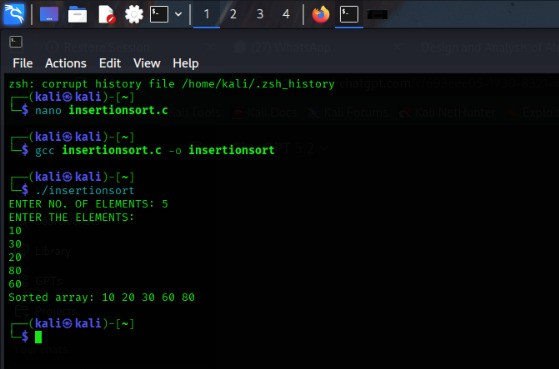 1 2 3 4
File Actions Edit View Help
zsh: corrupt history file /home/kali/.zsh_history
┌──(kali㉿kali)-[~]
└─$ nano insertionsort.c
┌──(kali㉿kali)-[~]
└─$ gcc insertionsort.c -o insertionsort
┌──(kali㉿kali)-[~]
└─$ ./insertionsort
ENTER NO. OF ELEMENTS: 5
ENTER THE ELEMENTS:
10
30
20
80
60
Sorted array: 10 20 30 60 80
┌──(kali㉿kali)-[~]
└─$